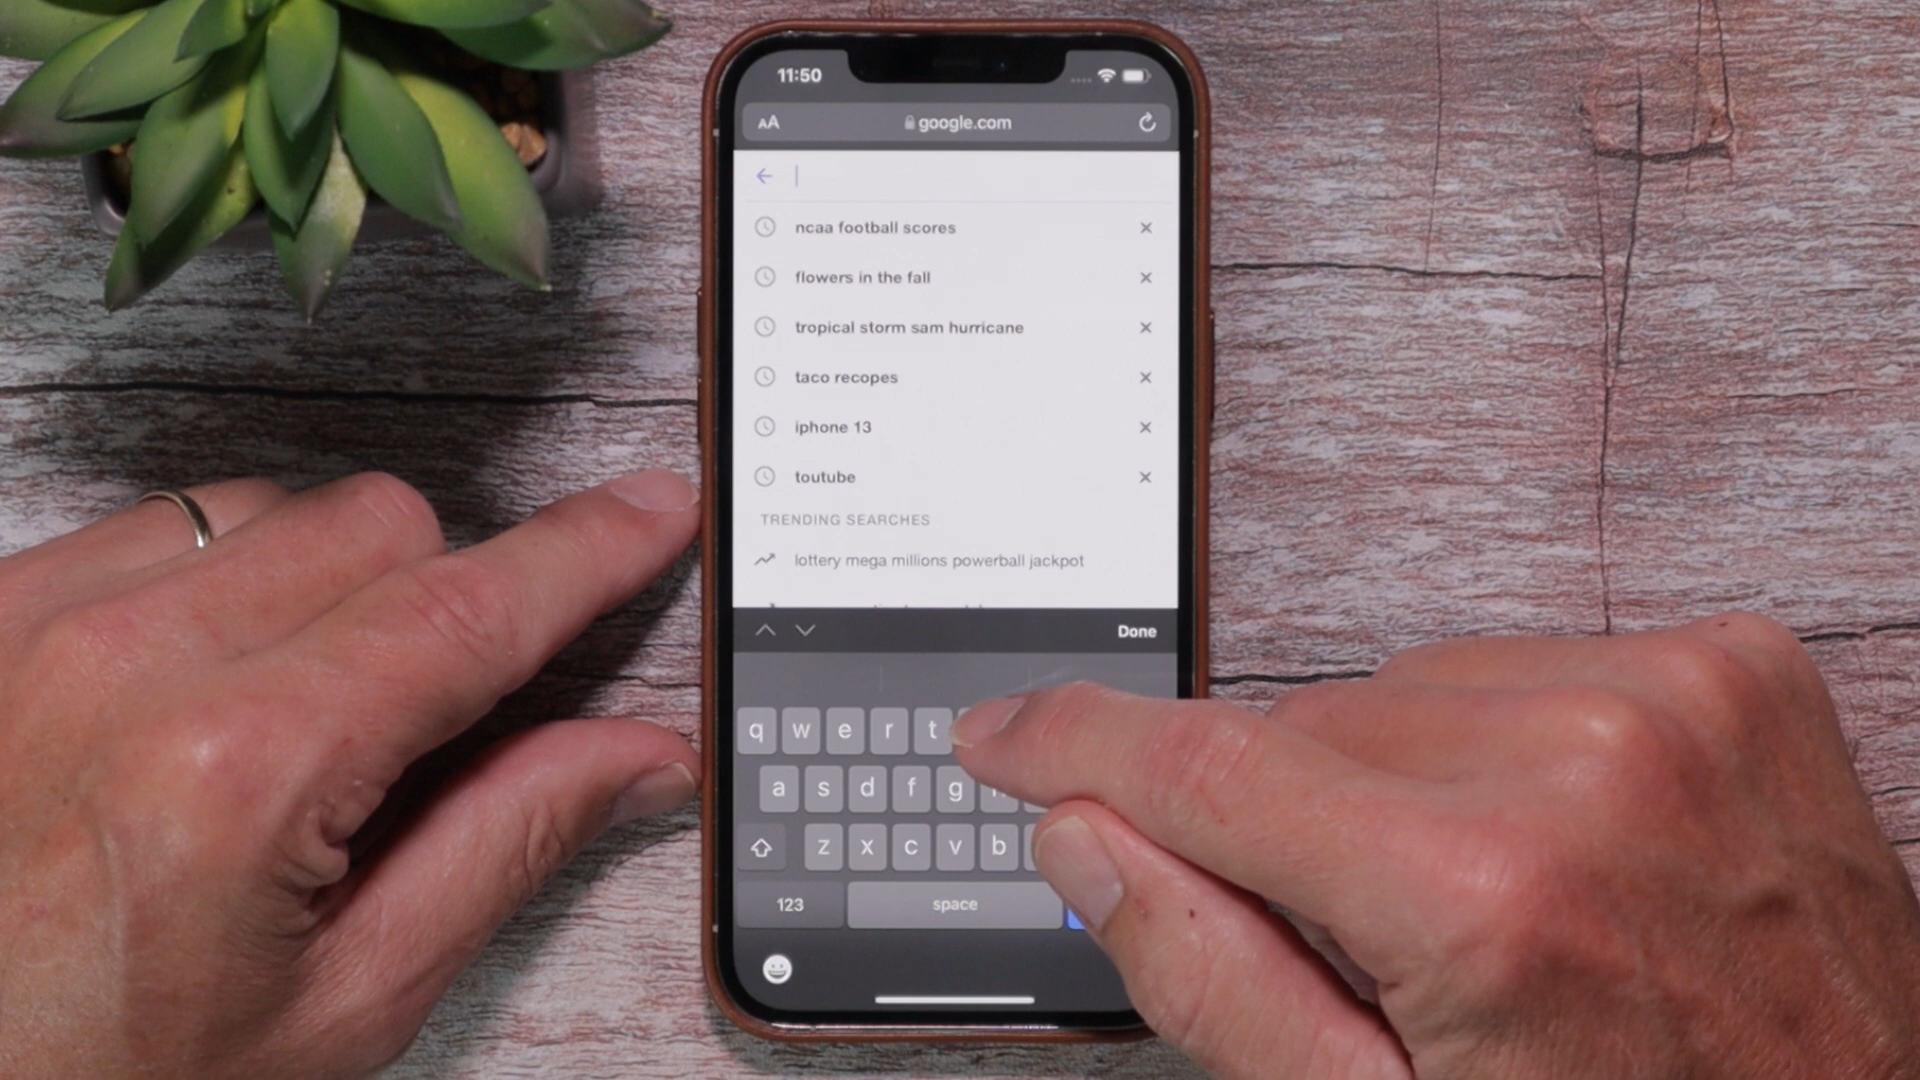 11:50
AA google.com
ncaa football scores
flowers in the fall
tropical storm sam hurricane
taco recopes
iphone 13
toutube
TRENDING SEARCHES
lottery mega millions powerball jackpot
Done
q w e r t
a s d f g
z x c v b
123 space